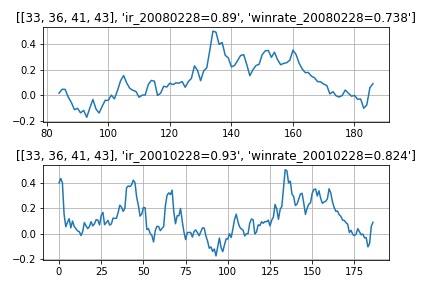 [[33, 36, 41, 43], 'ir_20080228=0.89', 'winrate_20080228=0.738']
0.4
0.2
0.0
−0.2
80 100 120 140 160 180
[[33, 36, 41, 43], 'ir_20010228=0.93', 'winrate_20010228=0.824']
0.4
0.2
0.0
−0.2
0 25 50 75 100 125 150 175